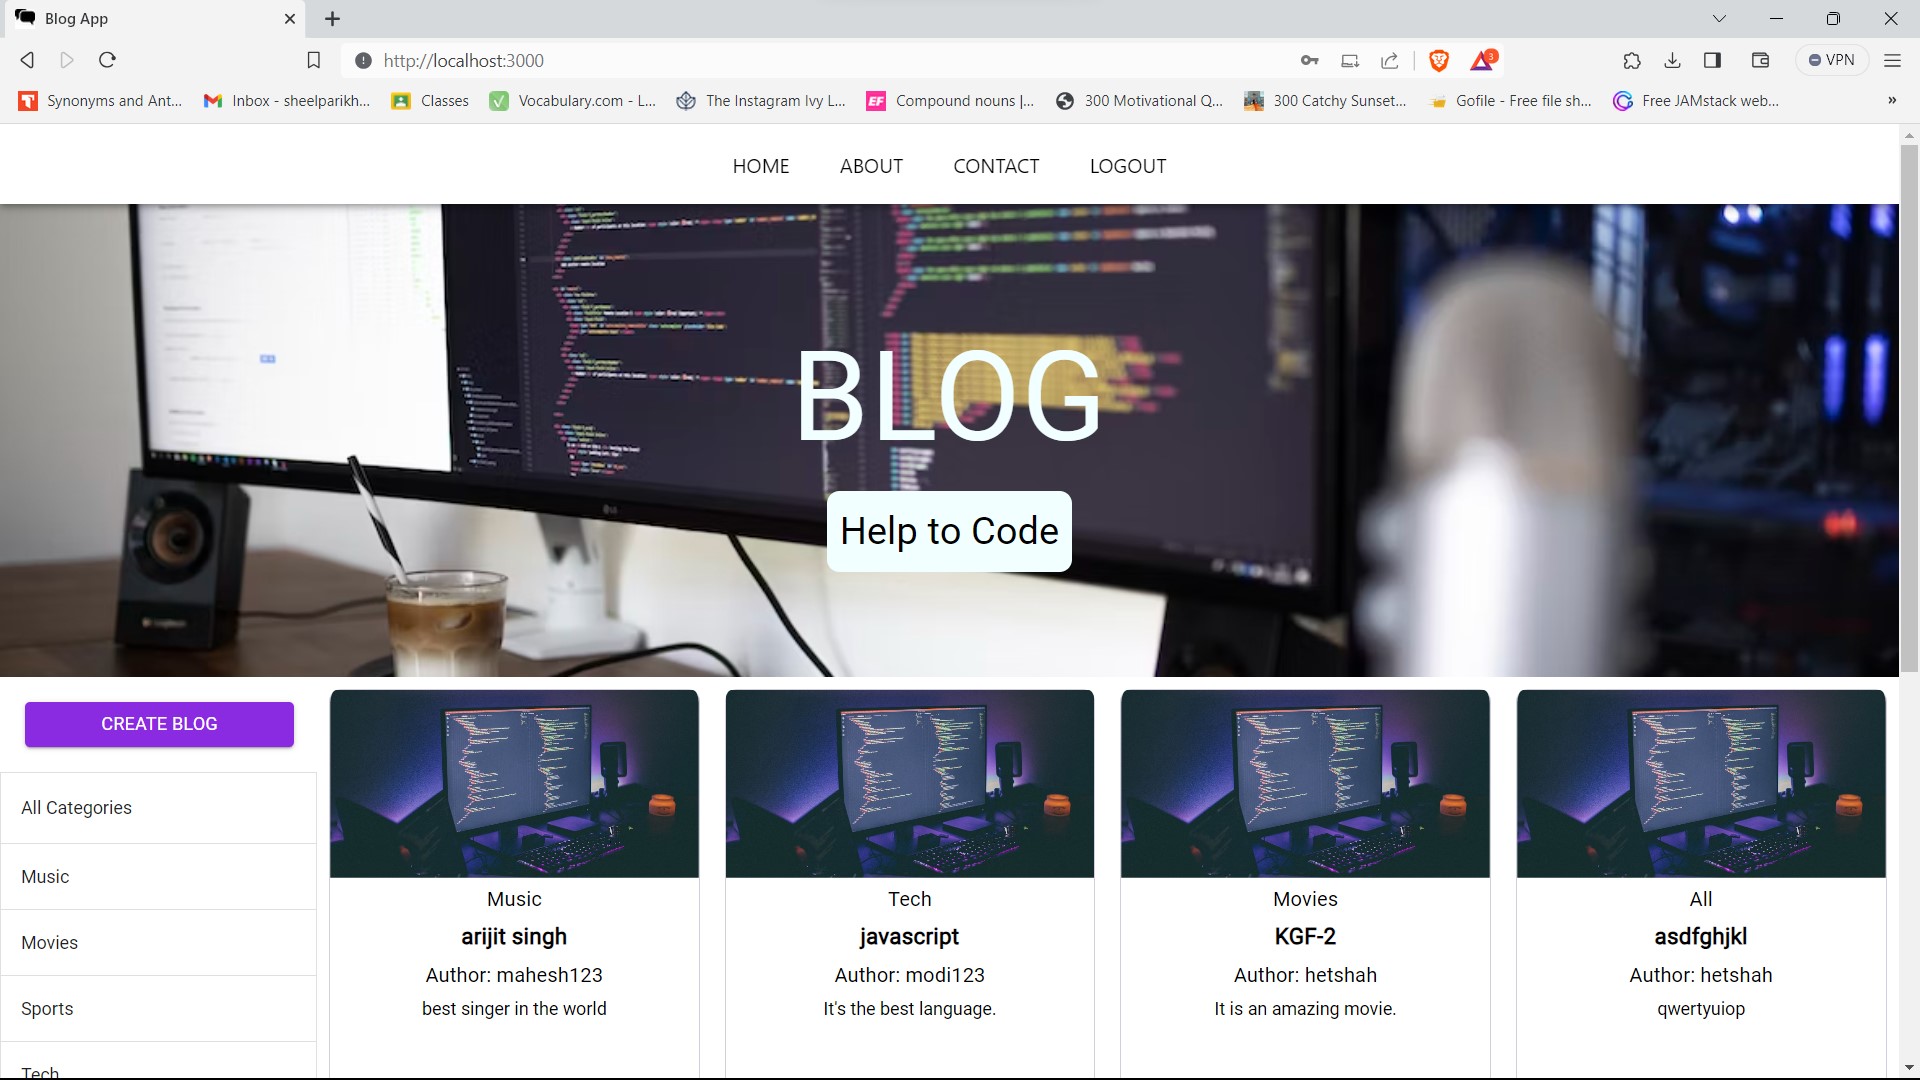 Blog App
http://localhost:3000
3
VPN
Synonyms and Ant...
Inbox - sheelparikh...
Classes
Vocabulary.com - L...
The Instagram Ivy L...
EF
Compound nouns |...
300 Motivational Q...
300 Catchy Sunset...
Gofile - Free file sh...
Free JAMstack web...
»
HOME
ABOUT
CONTACT
LOGOUT
BLOG
Help to Code
CREATE BLOG
All Categories
Music
Movies
Sports
Tech
Music
arijit singh
Author: mahesh123
best singer in the world
Tech
javascript
Author: modi123
It's the best language.
Movies
KGF-2
Author: hetshah
It is an amazing movie.
All
asdfghjkl
Author: hetshah
qwertyuiop